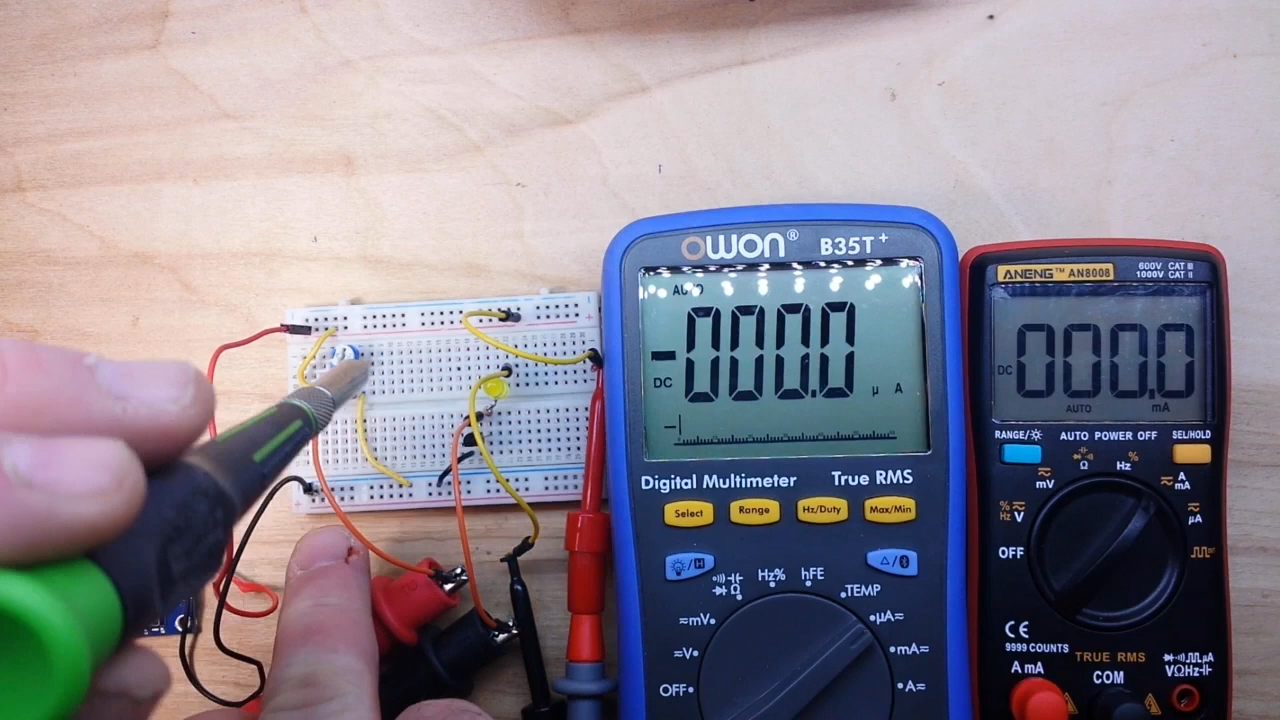 OWON® B35T+
AUTO
-000.0
DC
µ A
Digital Multimeter True RMS
Select Range Hz/Duty Max/Min
H
Hz% hFE
Ω
TEMP
≂mV
µA≂
≂V
mA≂
OFF
A≂
ANENG™ AN8008
600V CAT III
1000V CAT II
DC 000.0
AUTO mA
RANGE/ AUTO POWER OFF SEL/HOLD
Ω Hz %
mV
A
mA
%
Hz V
µA
OFF
CE
9999 COUNTS
TRUE RMS
A mA
COM
µA
VΩHz